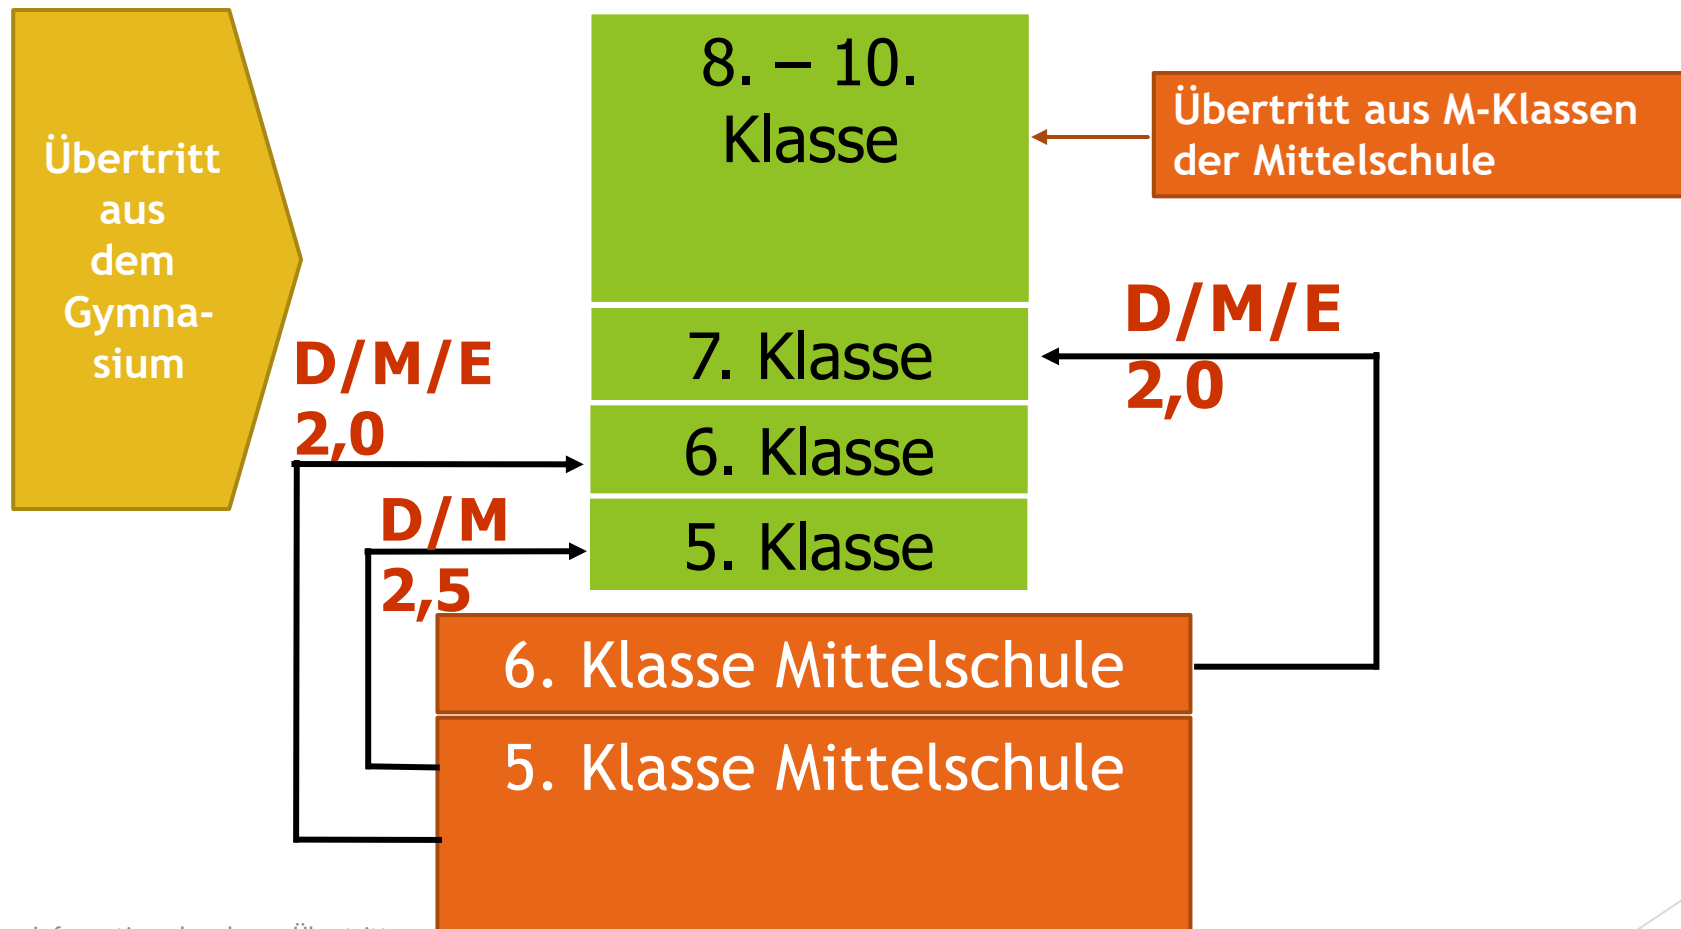 Übertritt
aus
dem
Gymna-
sium
8. – 10.
Klasse
Übertritt aus M-Klassen
der Mittelschule
D/M/E
2,0
7. Klasse
D/M/E
2,0
6. Klasse
D/M
2,5
5. Klasse
6. Klasse Mittelschule
5. Klasse Mittelschule